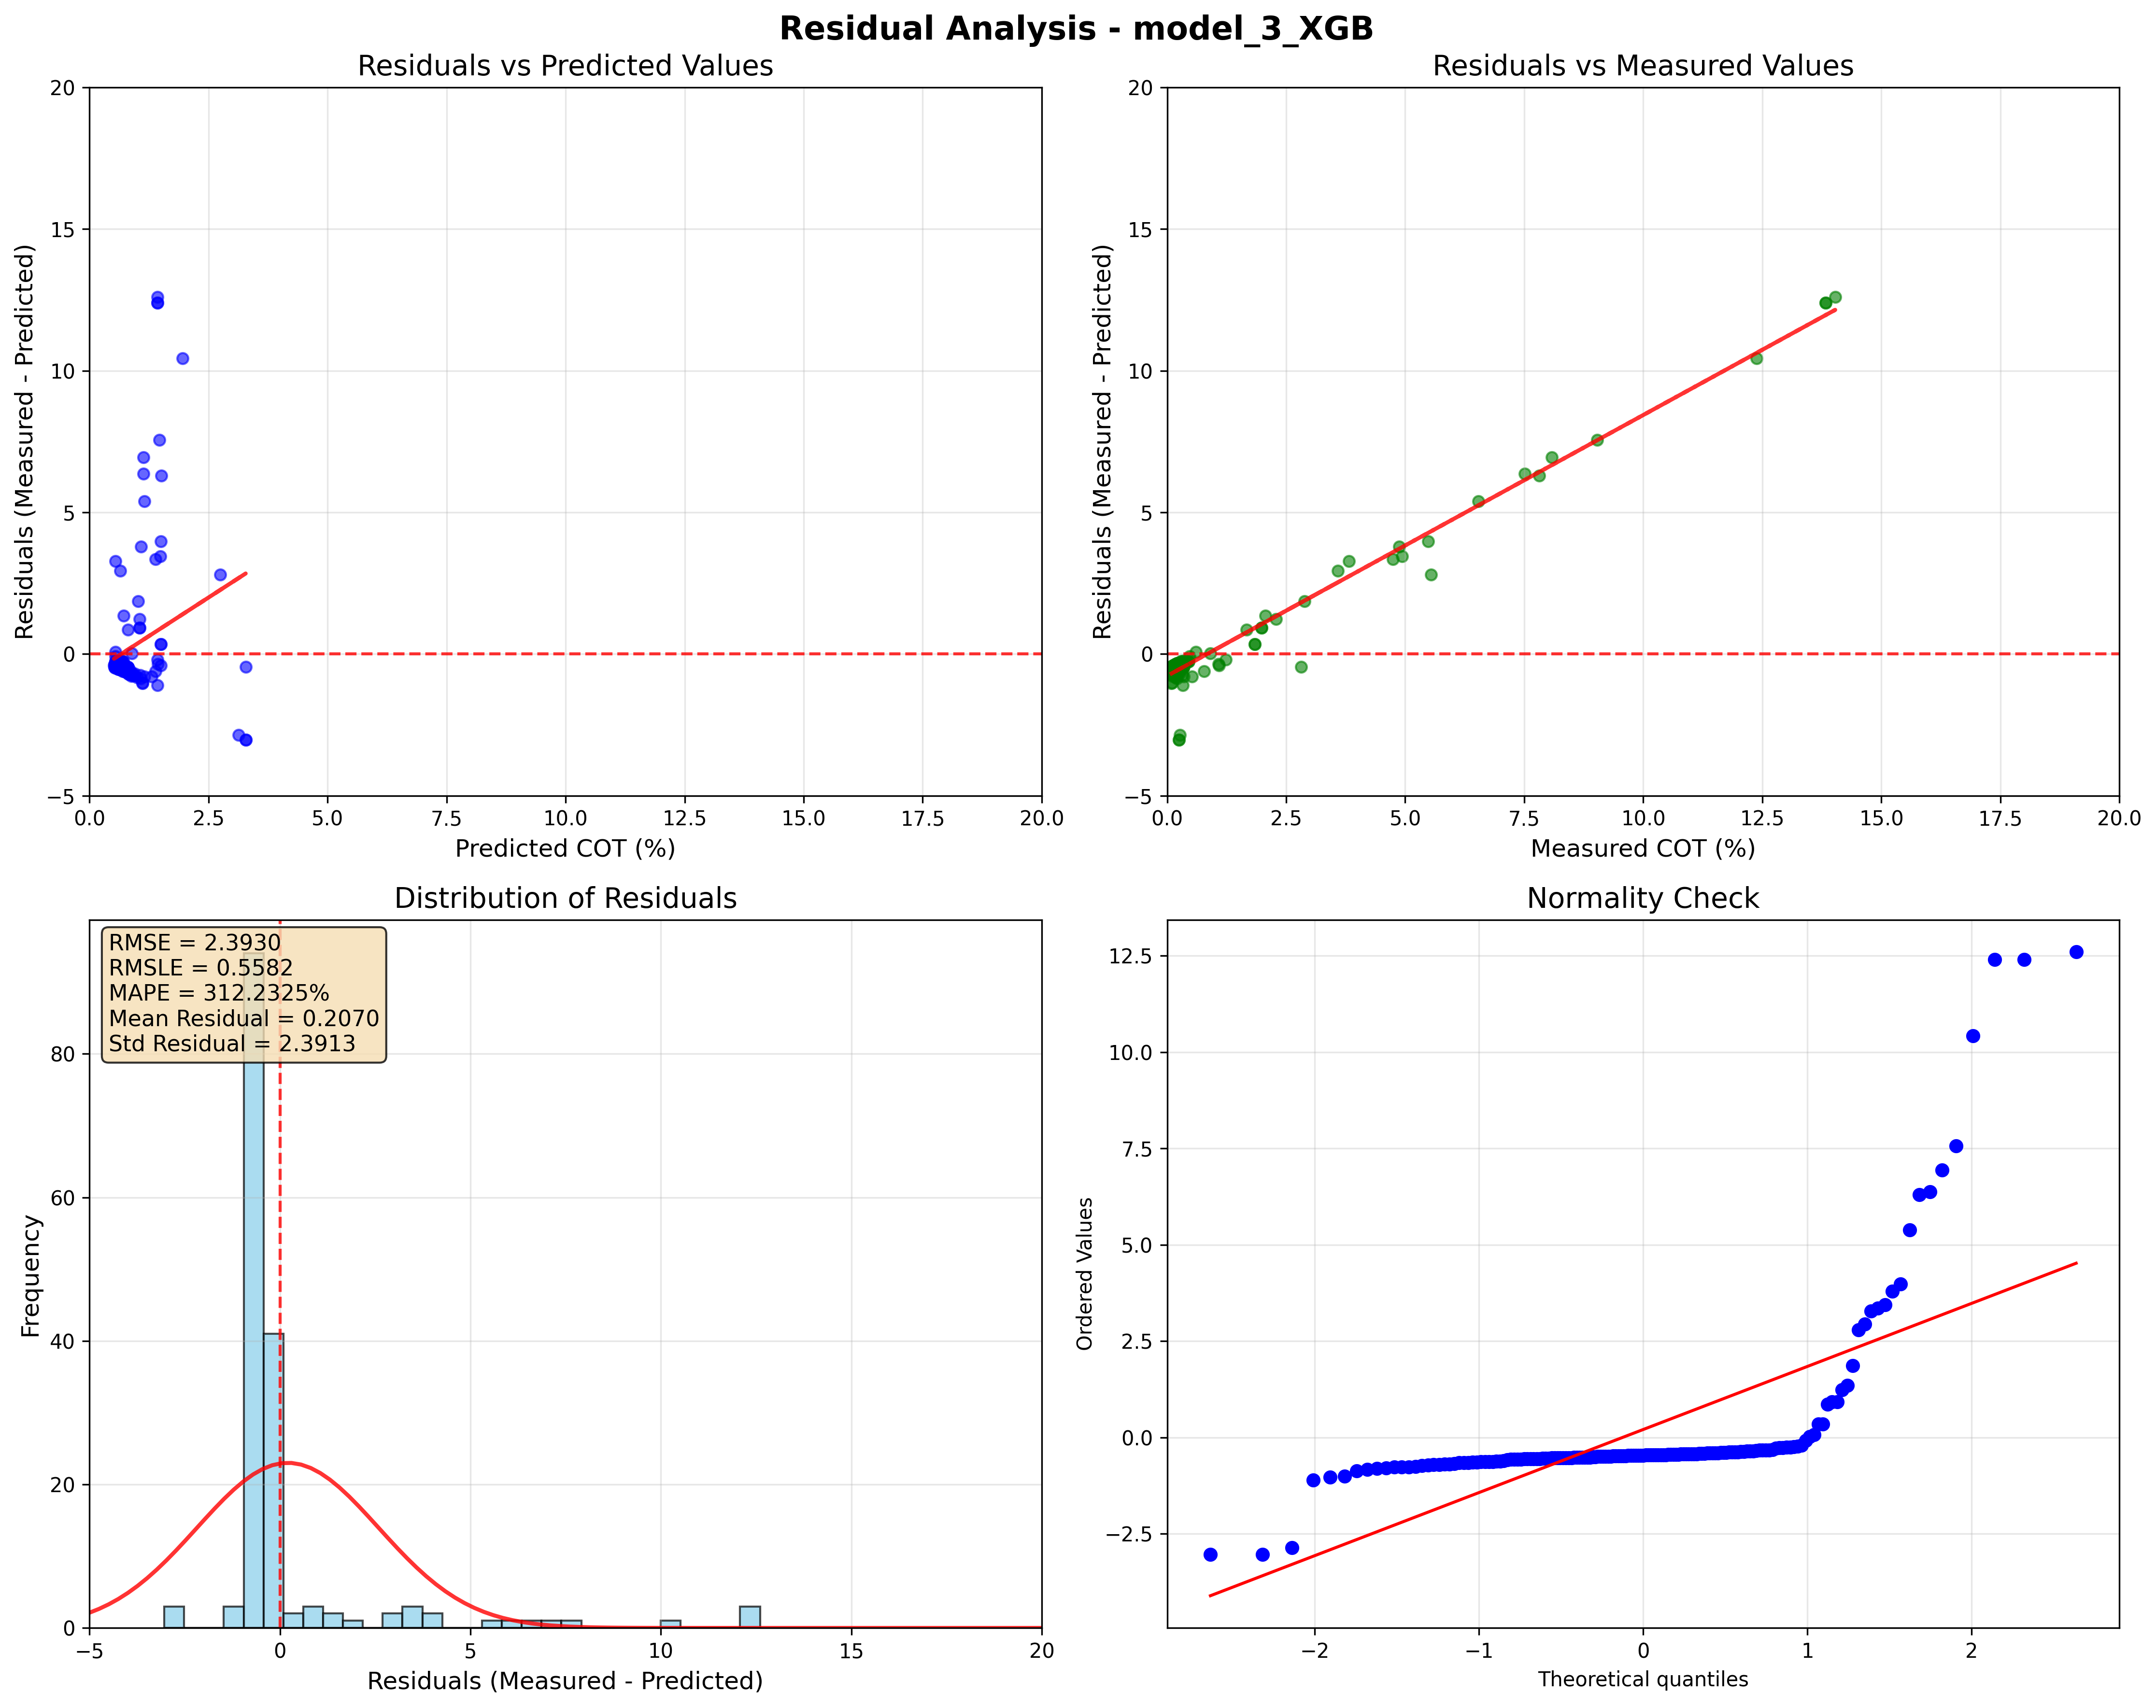 Residual Analysis - model_3_XGB
Residuals vs Predicted Values
20
15
10
5
0
−5
Residuals (Measured - Predicted)
0.0 2.5 5.0 7.5 10.0 12.5 15.0 17.5 20.0
Predicted COT (%)
Residuals vs Measured Values
20
15
10
5
0
−5
Residuals (Measured - Predicted)
0.0 2.5 5.0 7.5 10.0 12.5 15.0 17.5 20.0
Measured COT (%)
Distribution of Residuals
RMSE = 2.3930
RMSLE = 0.5582
MAPE = 312.2325%
Mean Residual = 0.2070
Std Residual = 2.3913
80
60
40
20
0
Frequency
−5 0 5 10 15 20
Residuals (Measured - Predicted)
Normality Check
12.5
10.0
7.5
5.0
2.5
0.0
−2.5
Ordered Values
−2 −1 0 1 2
Theoretical quantiles